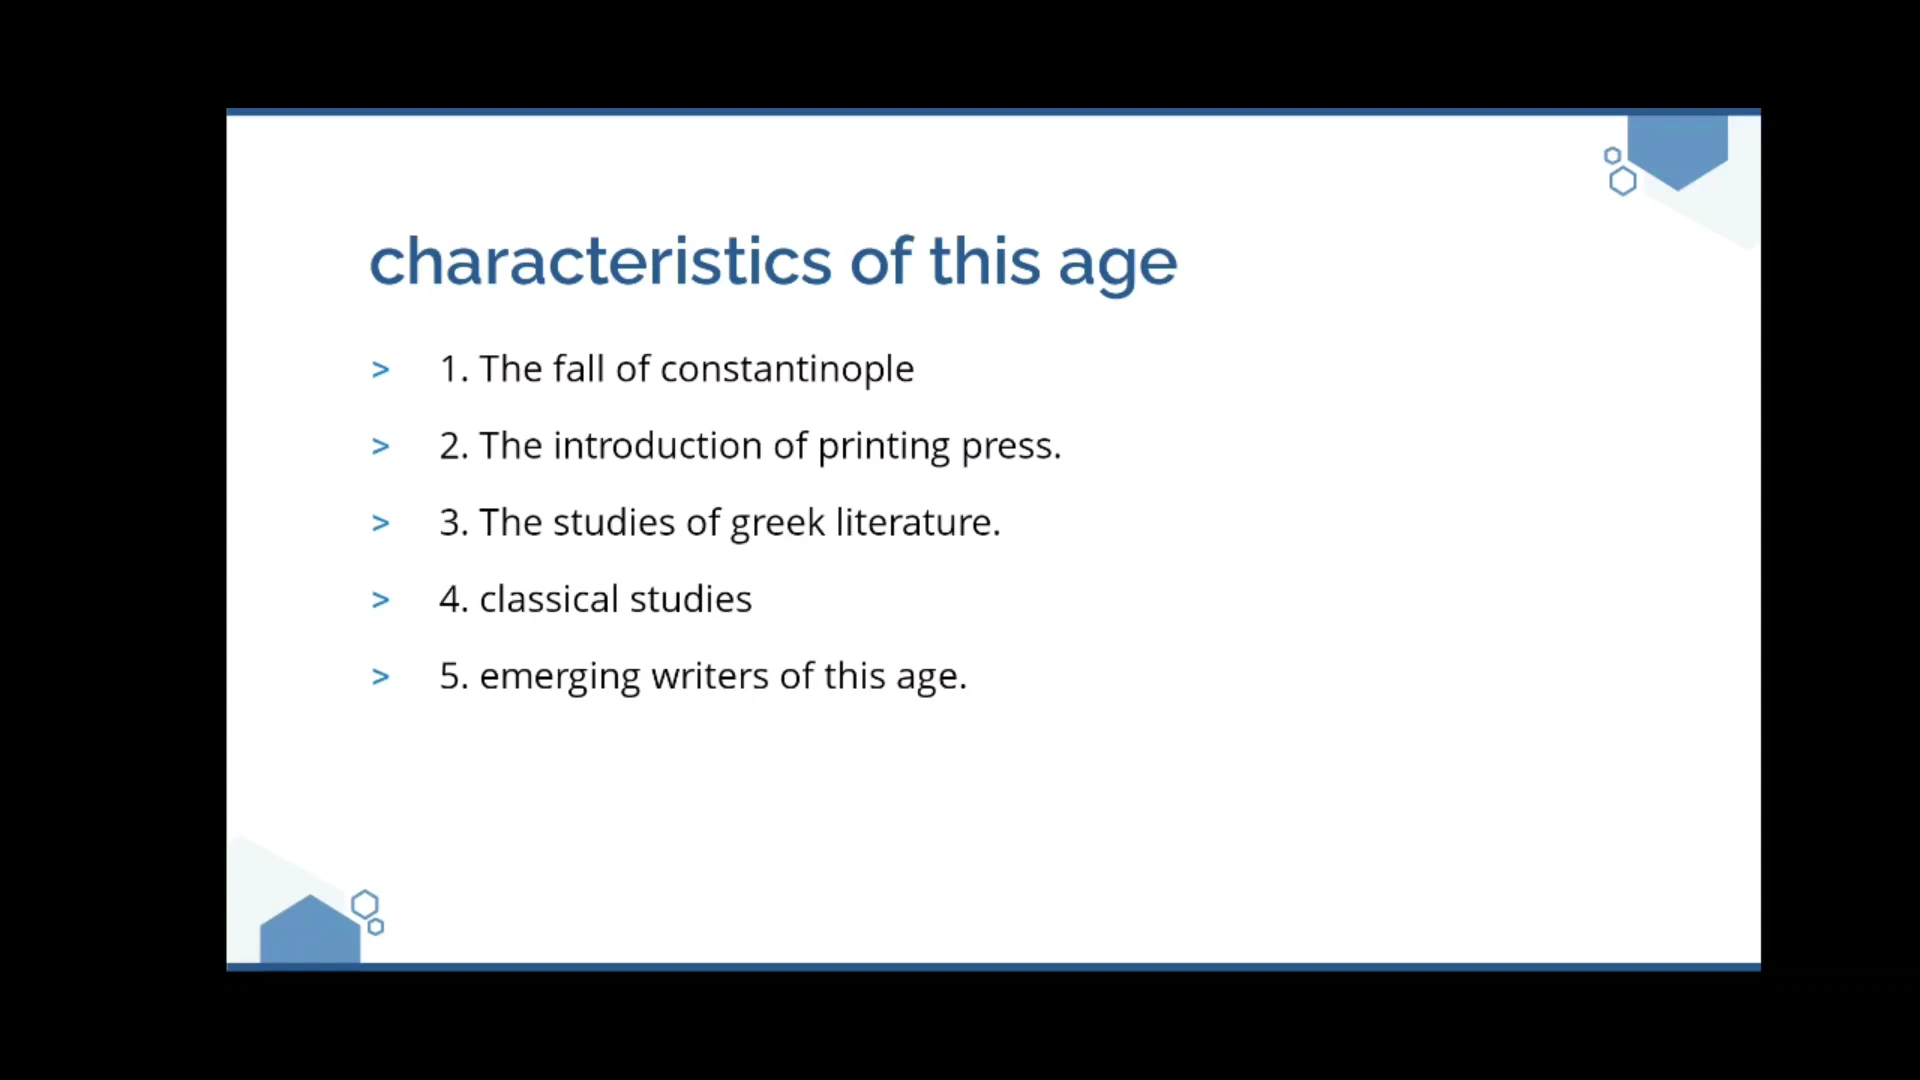 characteristics of this age
> 1. The fall of constantinople
> 2. The introduction of printing press.
> 3. The studies of greek literature.
> 4. classical studies
> 5. emerging writers of this age.